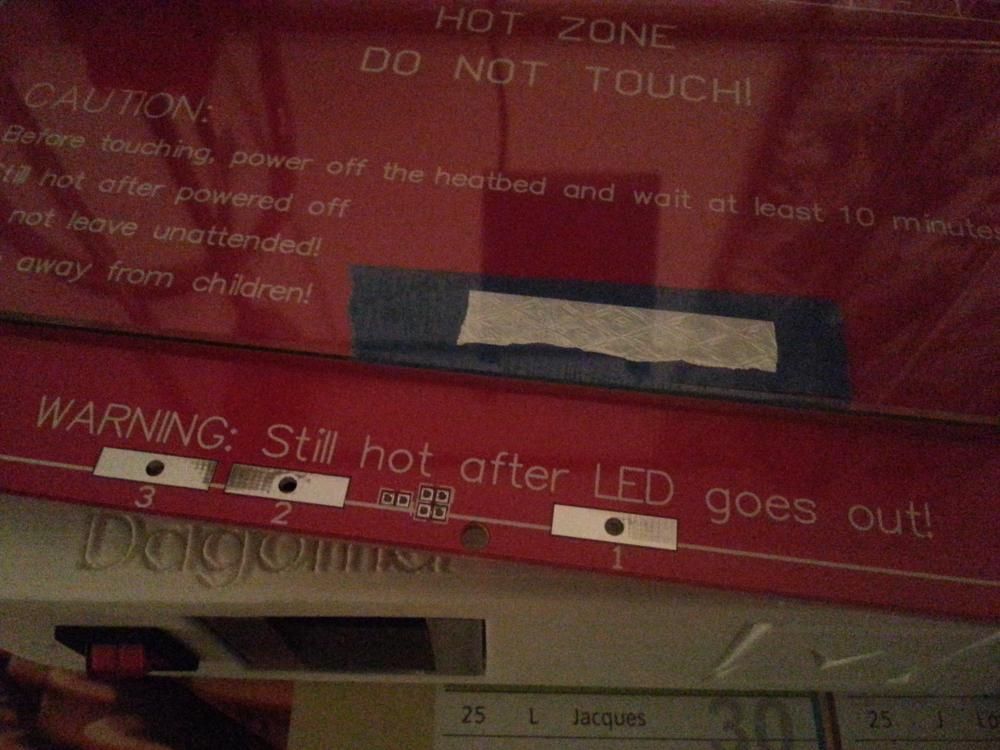 HOT ZONE
DO NOT TOUCH!
CAUTION:
Before touching, power off the heatbed and wait at least 10 minutes
Still hot after powered off
not leave unattended!
away from children!
WARNING: Still hot after LED goes out!
3 2 1
Dagoma
25 L Jacques 30 25 J